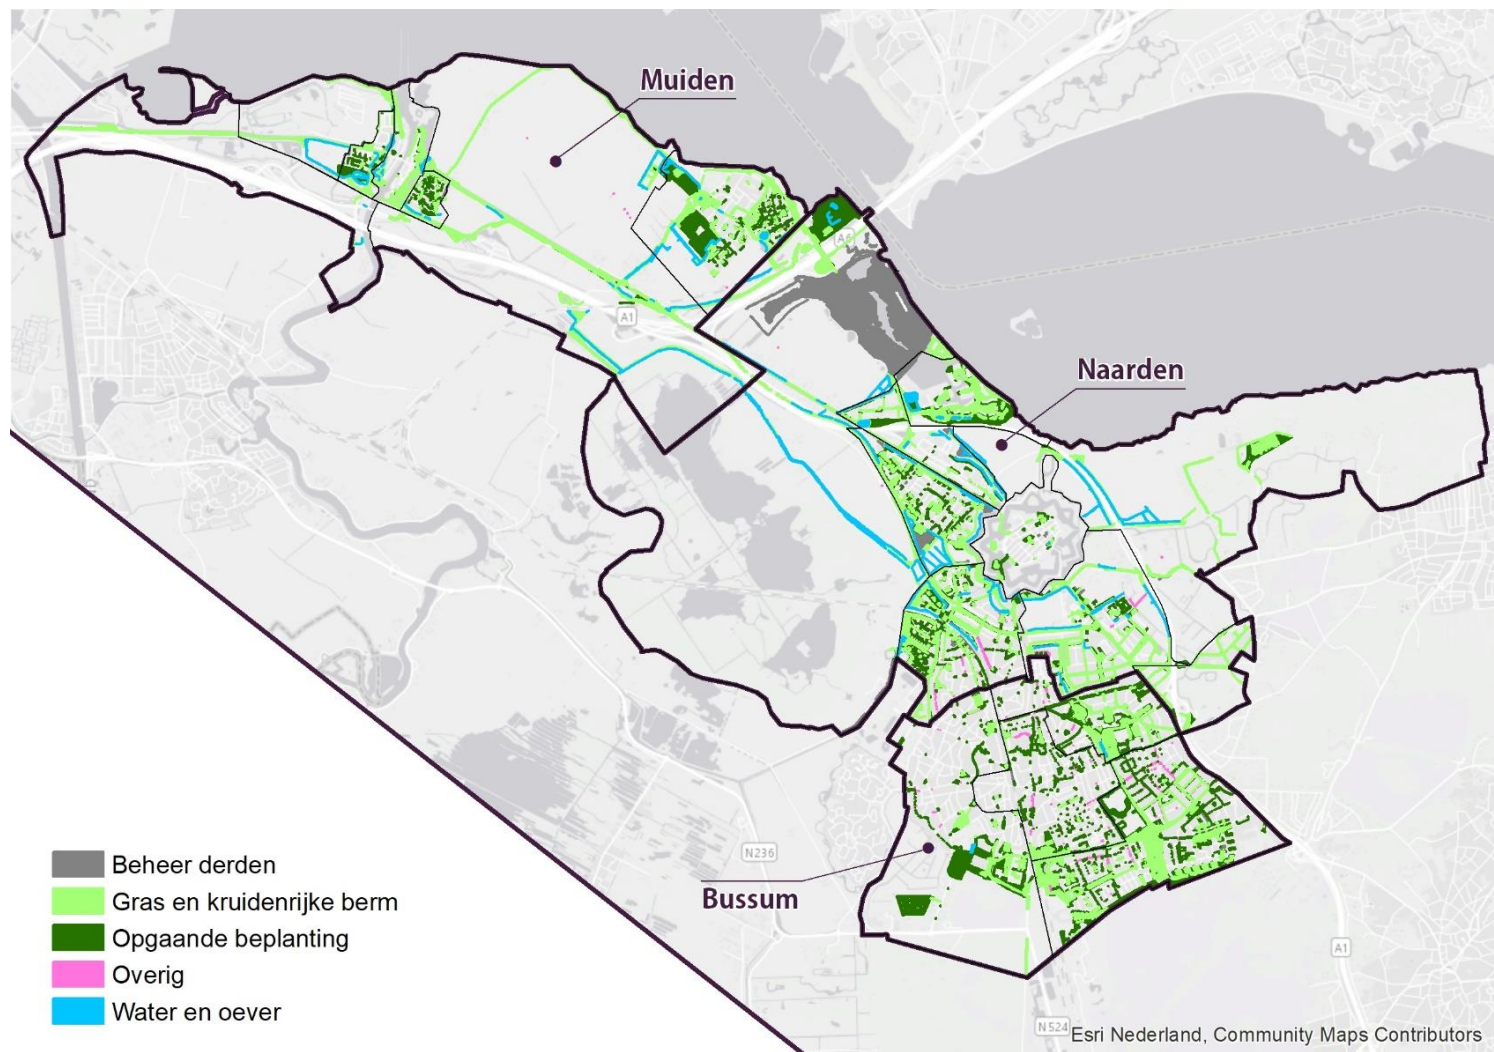 Muiden
A6
A1
Naarden
N236
Bussum
A1
N524
Beheer derden
Gras en kruidenrijke berm
Opgaande beplanting
Overig
Water en oever
Esri Nederland, Community Maps Contributors